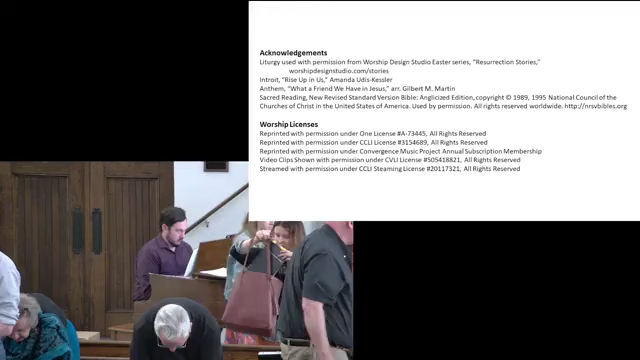 Acknowledgements
Liturgy used with permission from Worship Design Studio Easter series, "Resurrection Stories,"
worshipdesignstudio.com/stories
Introit, "Rise Up in Us," Amanda Udis-Kessler
Anthem, "What a Friend We Have in Jesus," arr. Gilbert M. Martin
Sacred Reading, New Revised Standard Version Bible: Anglicized Edition, copyright © 1989, 1995 National Council of the
Churches of Christ in the United States of America. Used by permission. All rights reserved worldwide. http://nrsvbibles.org
Worship Licenses
Reprinted with permission under One License #A-73445, All Rights Reserved
Reprinted with permission under CCLI License #3154689, All Rights Reserved
Reprinted with permission under Convergence Music Project Annual Subscription Membership
Video Clips Shown with permission under CVLI License #505418821, All Rights Reserved
Streamed with permission under CCLI Steaming License #20117321, All Rights Reserved